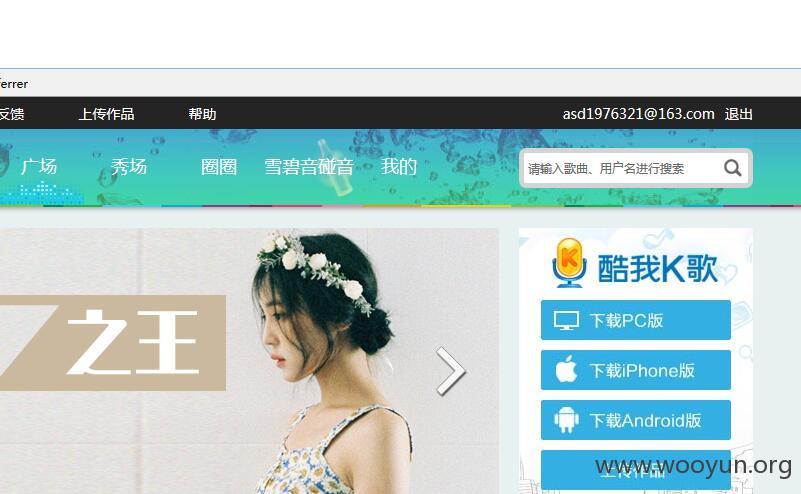 errer
反馈 上传作品 帮助 asd1976321@163.com 退出
广场 秀场 圈圈 雪碧音碰音 我的 请输入歌曲、用户名进行搜索
之王
K 酷我K歌
下载PC版
下载iPhone版
下载Android版
上传作品
www.wooyun.org